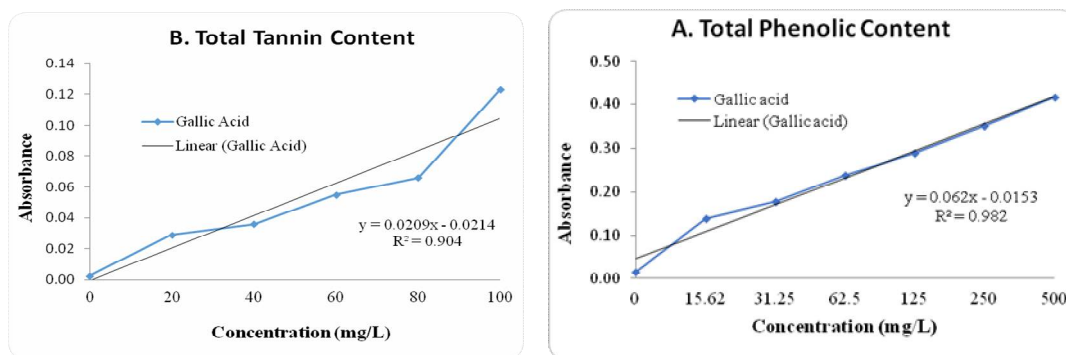 B. Total Tannin Content
0.14
0.12
0.10
0.08
0.06
0.04
0.02
0.00
Absorbance
Gallic Acid
Linear (Gallic Acid)
y = 0.0209x - 0.0214
R² = 0.904
0 20 40 60 80 100
Concentration (mg/L)
A. Total Phenolic Content
0.50
0.40
0.30
0.20
0.10
0.00
Absorbance
Gallic acid
Linear (Gallic acid)
y = 0.062x - 0.0153
R² = 0.982
0 15.62 31.25 62.5 125 250 500
Concentration (mg/L)